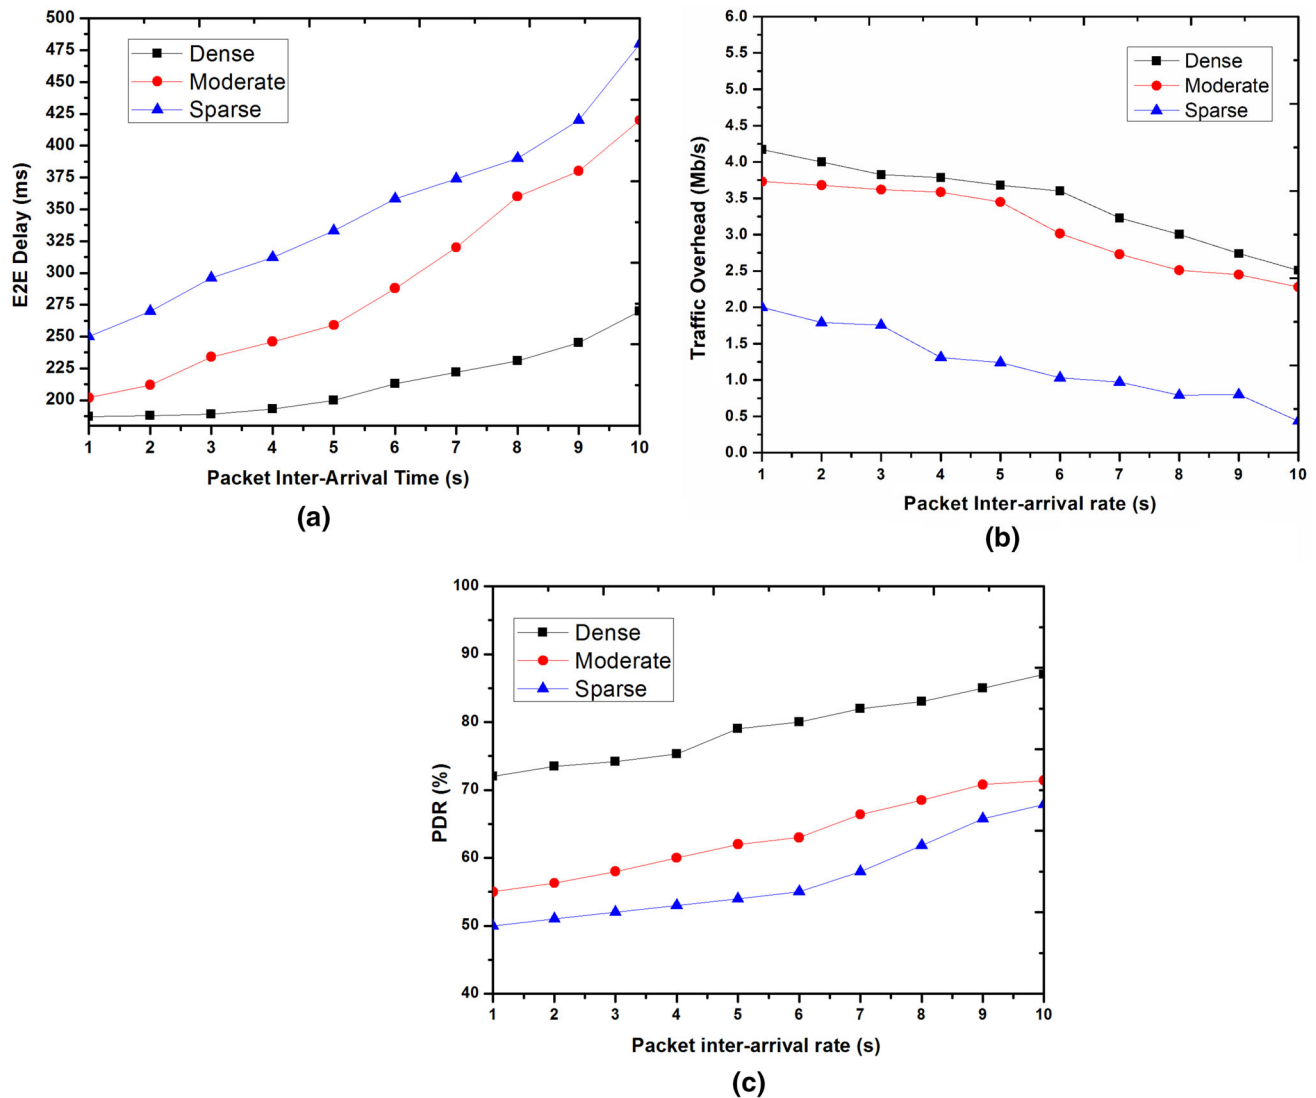 500
475
450
425
400
375
350
325
300
275
250
225
200
E2E Delay (ms)
Dense
Moderate
Sparse
1 2 3 4 5 6 7 8 9 10
Packet Inter-Arrival Time (s)
(a)
6.0
5.5
5.0
4.5
4.0
3.5
3.0
2.5
2.0
1.5
1.0
0.5
0.0
Traffic Overhead (Mb/s)
Dense
Moderate
Sparse
1 2 3 4 5 6 7 8 9 10
Packet Inter-arrival rate (s)
(b)
100
90
80
70
60
50
40
PDR (%)
Dense
Moderate
Sparse
1 2 3 4 5 6 7 8 9 10
Packet inter-arrival rate (s)
(c)